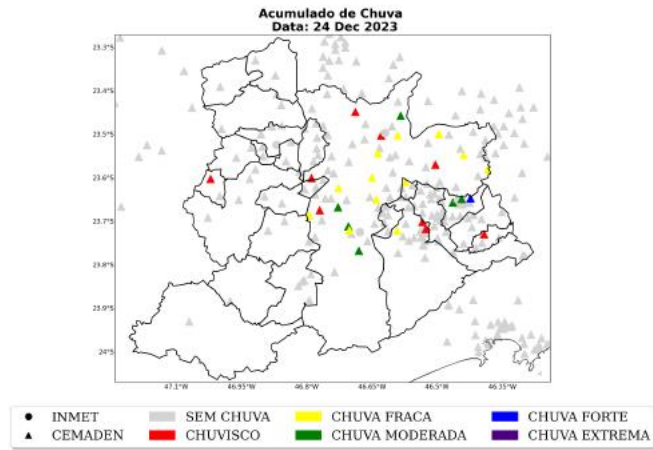 Acumulado de Chuva
Data: 24 Dec 2023
23.3°S
23.4°S
23.5°S
23.6°S
23.7°S
23.8°S
23.9°S
24°S
47.1°W 46.95°W 46.8°W 46.65°W 46.5°W 46.35°W
INMET SEM CHUVA CHUVA FRACA CHUVA FORTE
CEMADEN CHUVISCO CHUVA MODERADA CHUVA EXTREMA